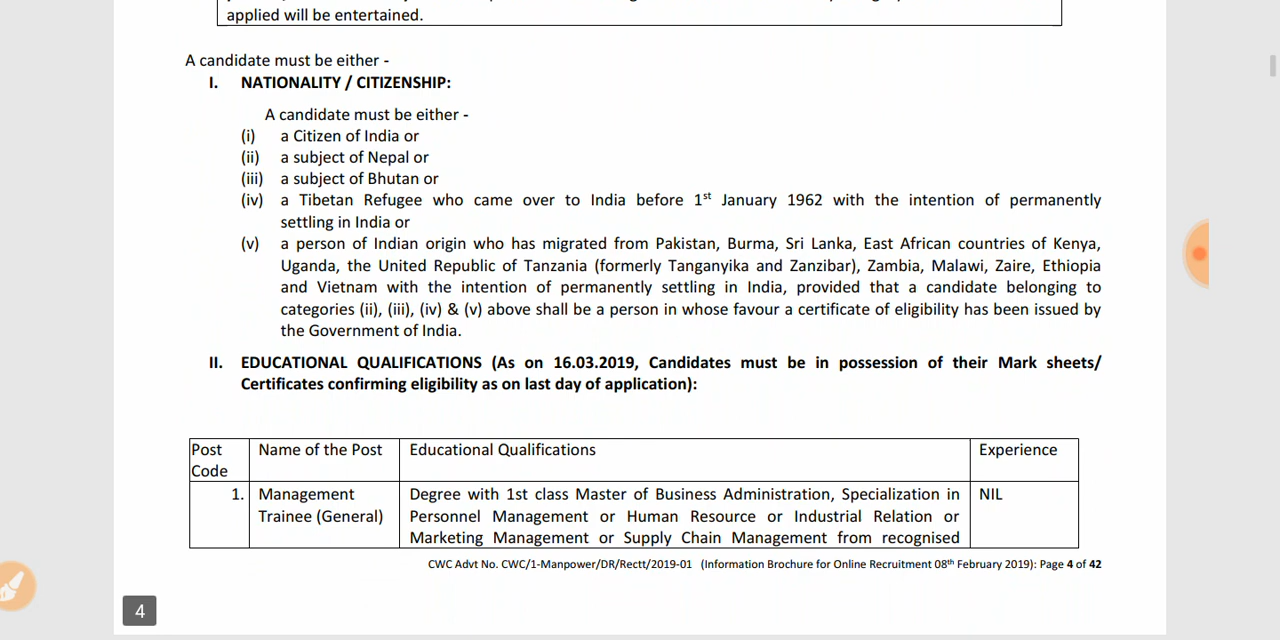 applied will be entertained.
A candidate must be either -
I. NATIONALITY / CITIZENSHIP:
A candidate must be either -
(i) a Citizen of India or
(ii) a subject of Nepal or
(iii) a subject of Bhutan or
(iv) a Tibetan Refugee who came over to India before 1st January 1962 with the intention of permanently
settling in India or
(v) a person of Indian origin who has migrated from Pakistan, Burma, Sri Lanka, East African countries of Kenya,
Uganda, the United Republic of Tanzania (formerly Tanganyika and Zanzibar), Zambia, Malawi, Zaire, Ethiopia
and Vietnam with the intention of permanently settling in India, provided that a candidate belonging to
categories (ii), (iii), (iv) & (v) above shall be a person in whose favour a certificate of eligibility has been issued by
the Government of India.
II. EDUCATIONAL QUALIFICATIONS (As on 16.03.2019, Candidates must be in possession of their Mark sheets/
Certificates confirming eligibility as on last day of application):
Post Name of the Post Educational Qualifications Experience
Code
1. Management Degree with 1st class Master of Business Administration, Specialization in NIL
Trainee (General) Personnel Management or Human Resource or Industrial Relation or
Marketing Management or Supply Chain Management from recognised
CWC Advt No. CWC/1-Manpower/DR/Rectt/2019-01 (Information Brochure for Online Recruitment 08th February 2019): Page 4 of 42
4